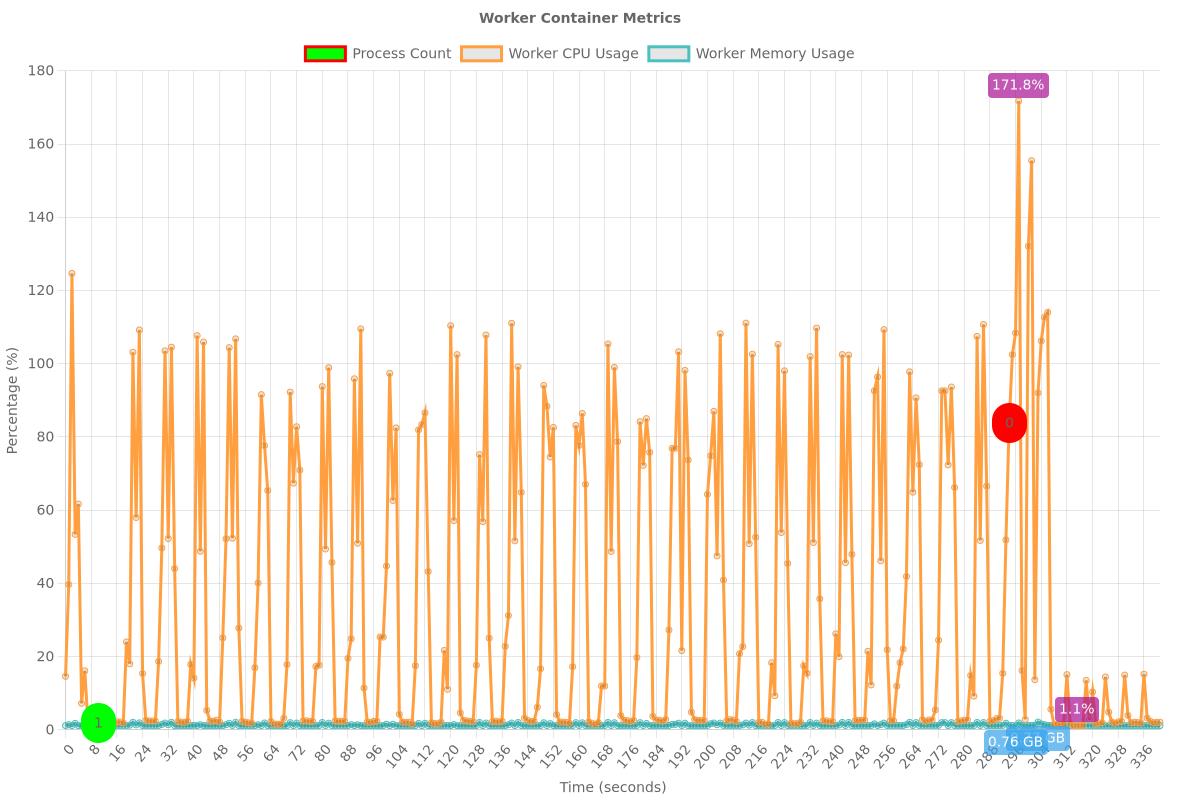 Worker Container Metrics
Process Count Worker CPU Usage Worker Memory Usage
180
160
140
120
100
80
60
40
20
0
Percentage (%)
171.8%
0
1
1.1%
0.76 GB
GB
0 8 16 24 32 40 48 56 64 72 80 88 96 104 112 120 128 136 144 152 160 168 176 184 192 200 208 216 224 232 240 248 256 264 272 280 312 320 328 336
Time (seconds)